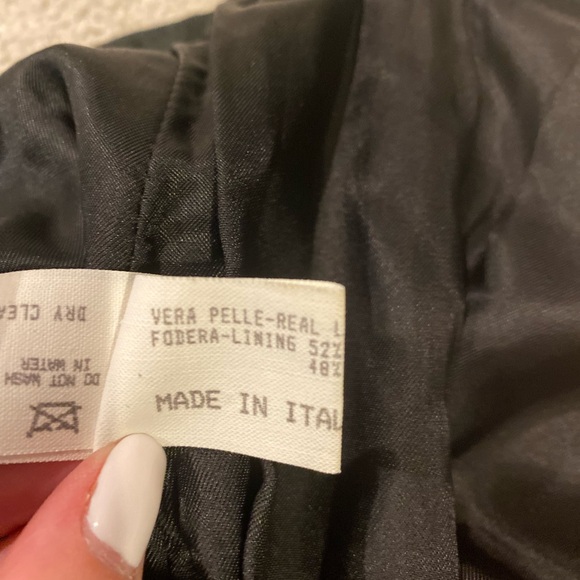 VERA PELLE-REAL L
FODERA-LINING 52%
48%
MADE IN ITAL
DRY CLEA
DO NOT WASH
IN WATER